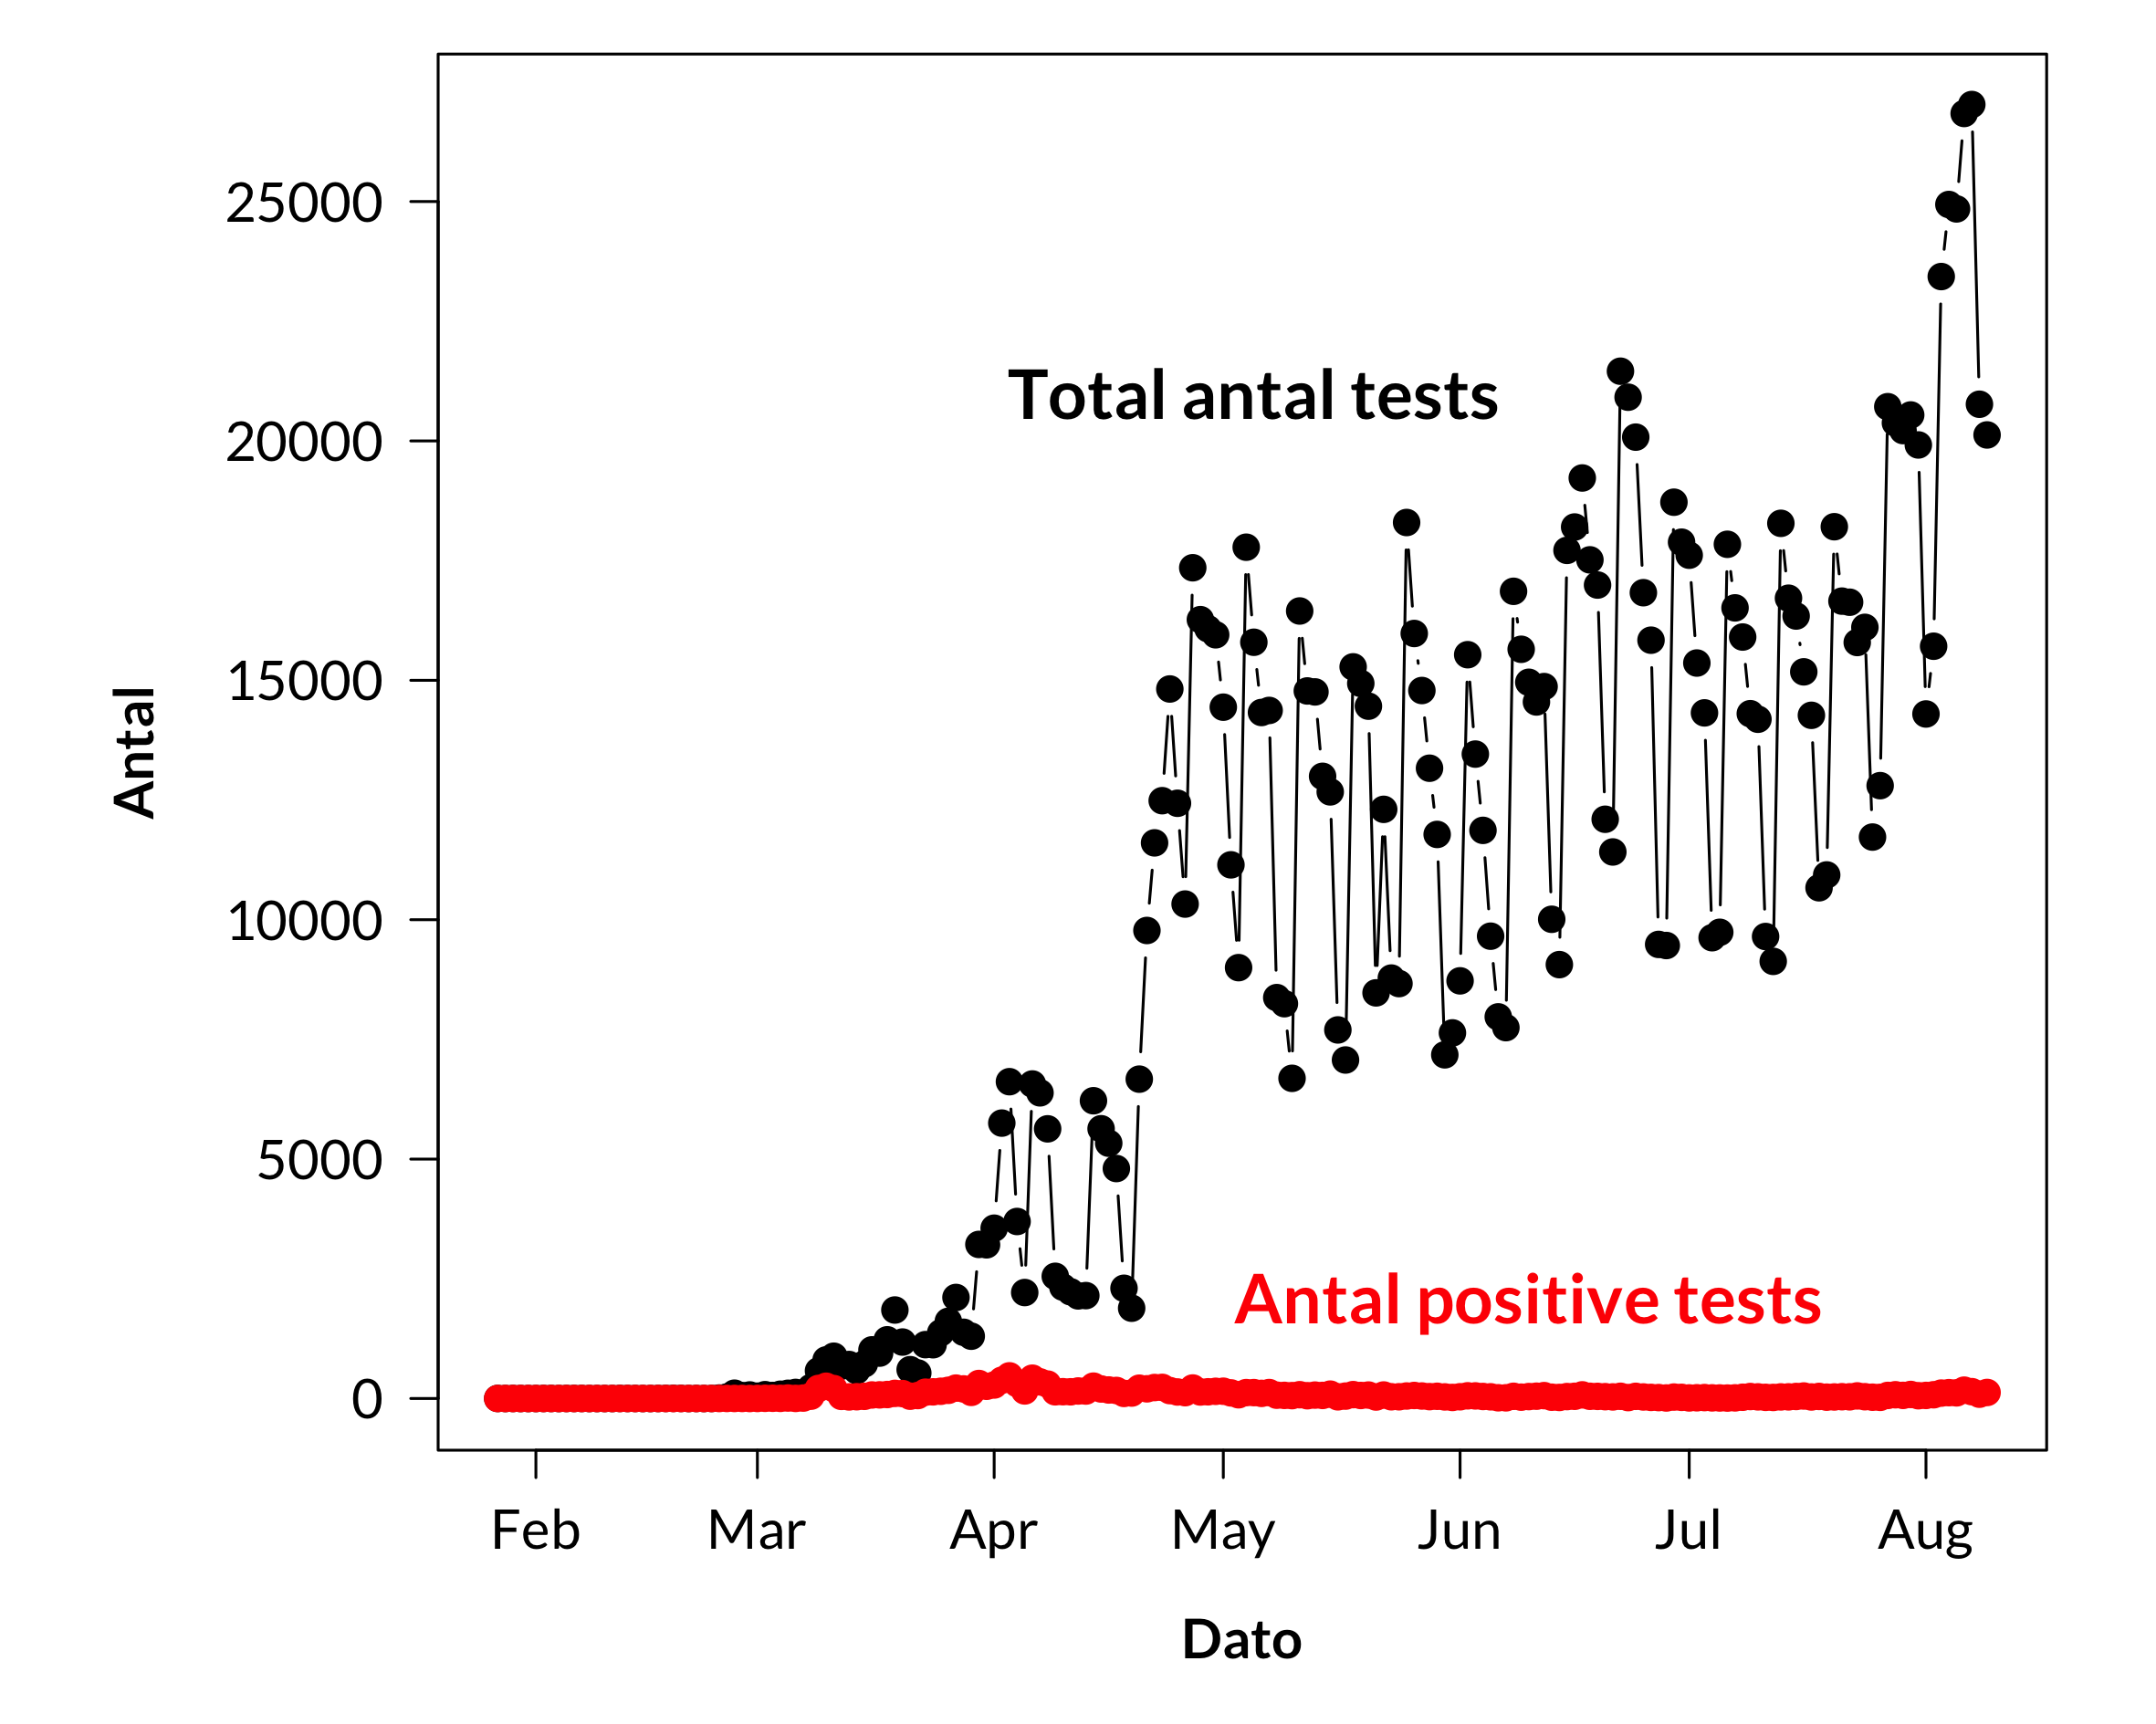 Antal
25000
20000
15000
10000
5000
0
Total antal tests
Antal positive tests
Feb Mar Apr May Jun Jul Aug
Dato